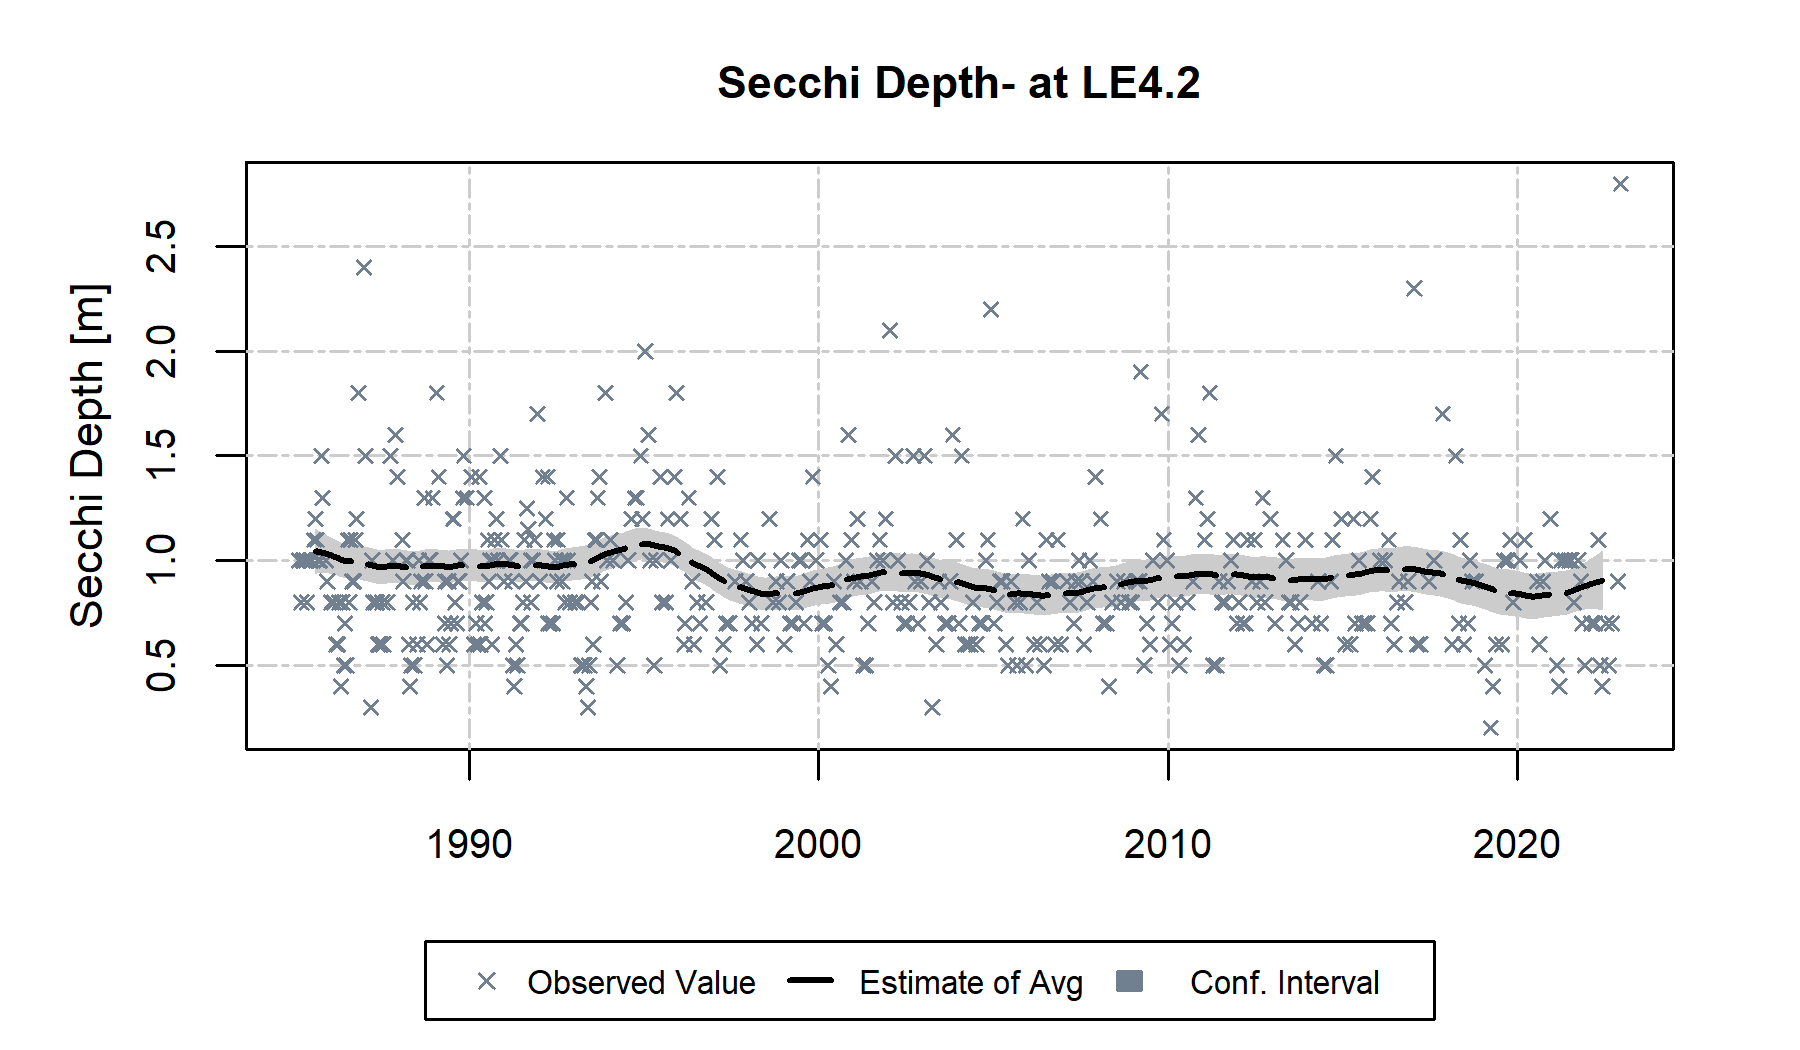 Secchi Depth- at LE4.2
Secchi Depth [m]
2.5
2.0
1.5
1.0
0.5
1990 2000 2010 2020
Observed Value Estimate of Avg Conf. Interval